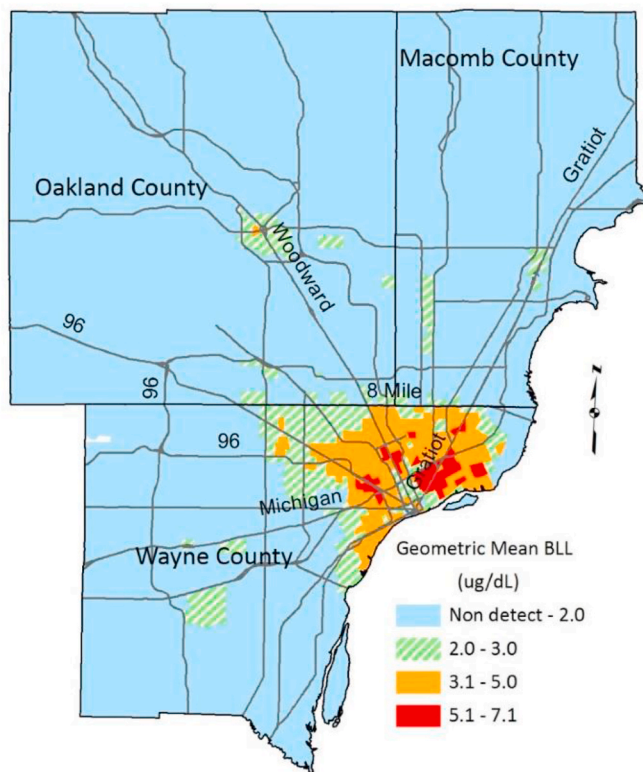 Macomb County
Gratiot
Oakland County
Woodward
96
96
8 Mile
96
Gratiot
Michigan
Wayne County
N
Geometric Mean BLL
(ug/dL)
Non detect - 2.0
2.0 - 3.0
3.1 - 5.0
5.1 - 7.1